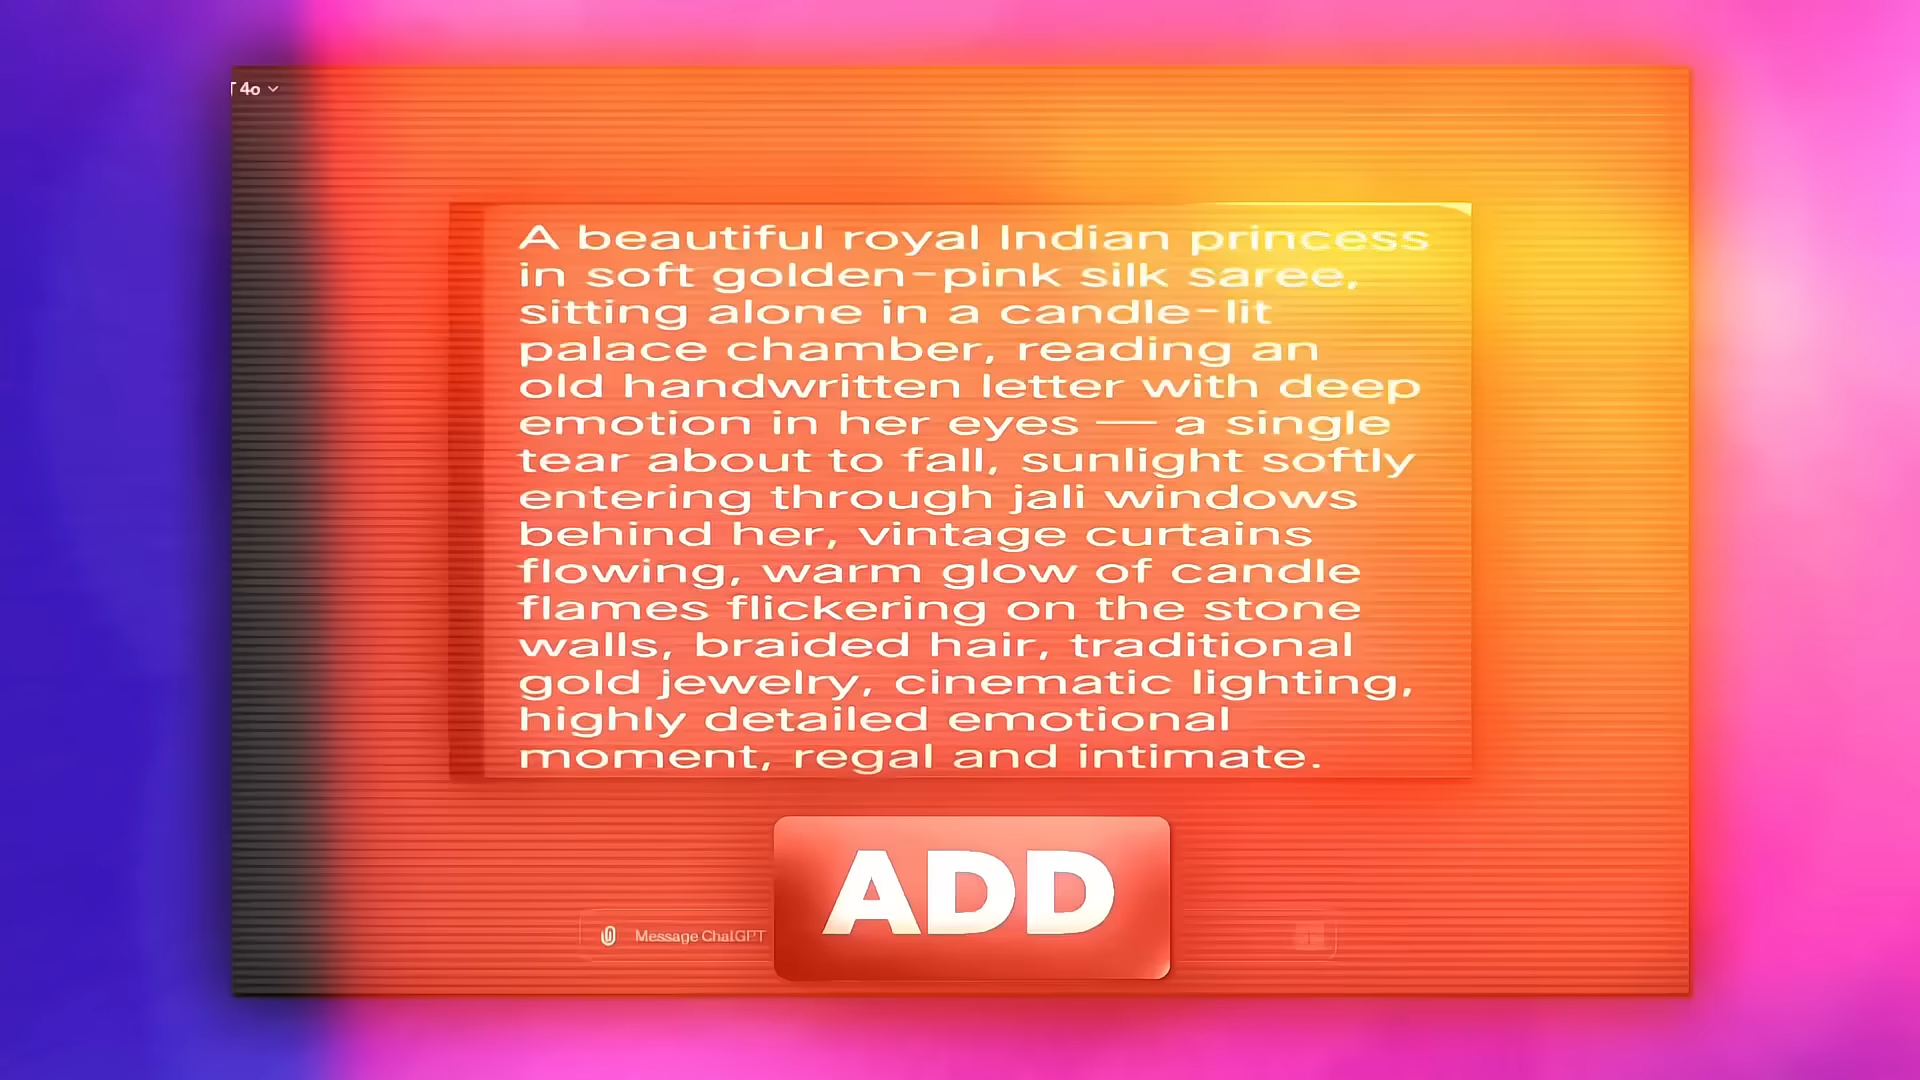 T 4o
A beautiful royal Indian princess
in soft golden-pink silk saree,
sitting alone in a candle-lit
palace chamber, reading an
old handwritten letter with deep
emotion in her eyes — a single
tear about to fall, sunlight softly
entering through jali windows
behind her, vintage curtains
flowing, warm glow of candle
flames flickering on the stone
walls, braided hair, traditional
gold jewelry, cinematic lighting,
highly detailed emotional
moment, regal and intimate.
ADD
Message ChatGPT